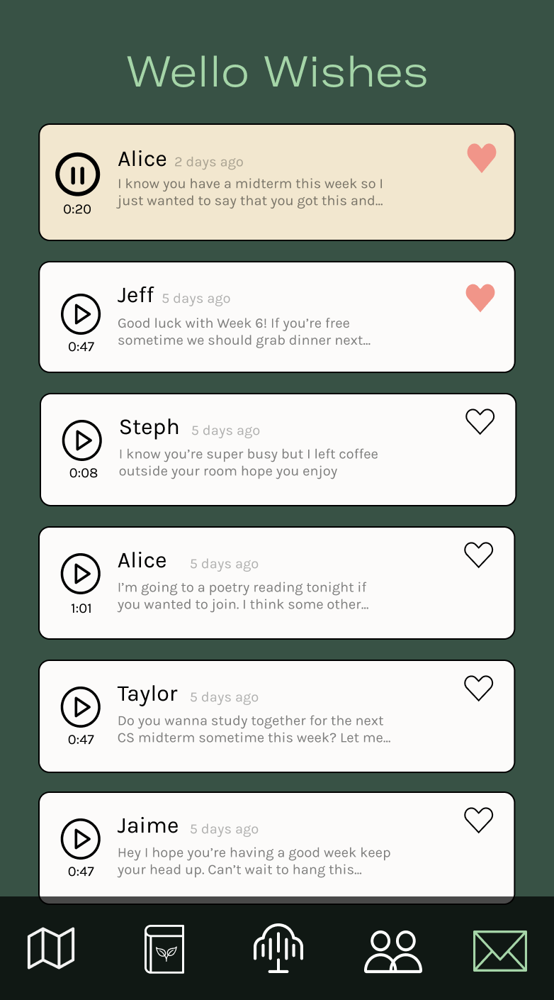 Wello Wishes
Alice 2 days ago
I know you have a midterm this week so I
just wanted to say that you got this and...
0:20
Jeff 5 days ago
Good luck with Week 6! If you're free
sometime we should grab dinner next...
0:47
Steph 5 days ago
I know you're super busy but I left coffee
outside your room hope you enjoy
0:08
Alice 5 days ago
I'm going to a poetry reading tonight if
you wanted to join. I think some other...
1:01
Taylor 5 days ago
Do you wanna study together for the next
CS midterm sometime this week? Let me...
0:47
Jaime 5 days ago
Hey I hope you're having a good week keep
your head up. Can't wait to hang this...
0:47